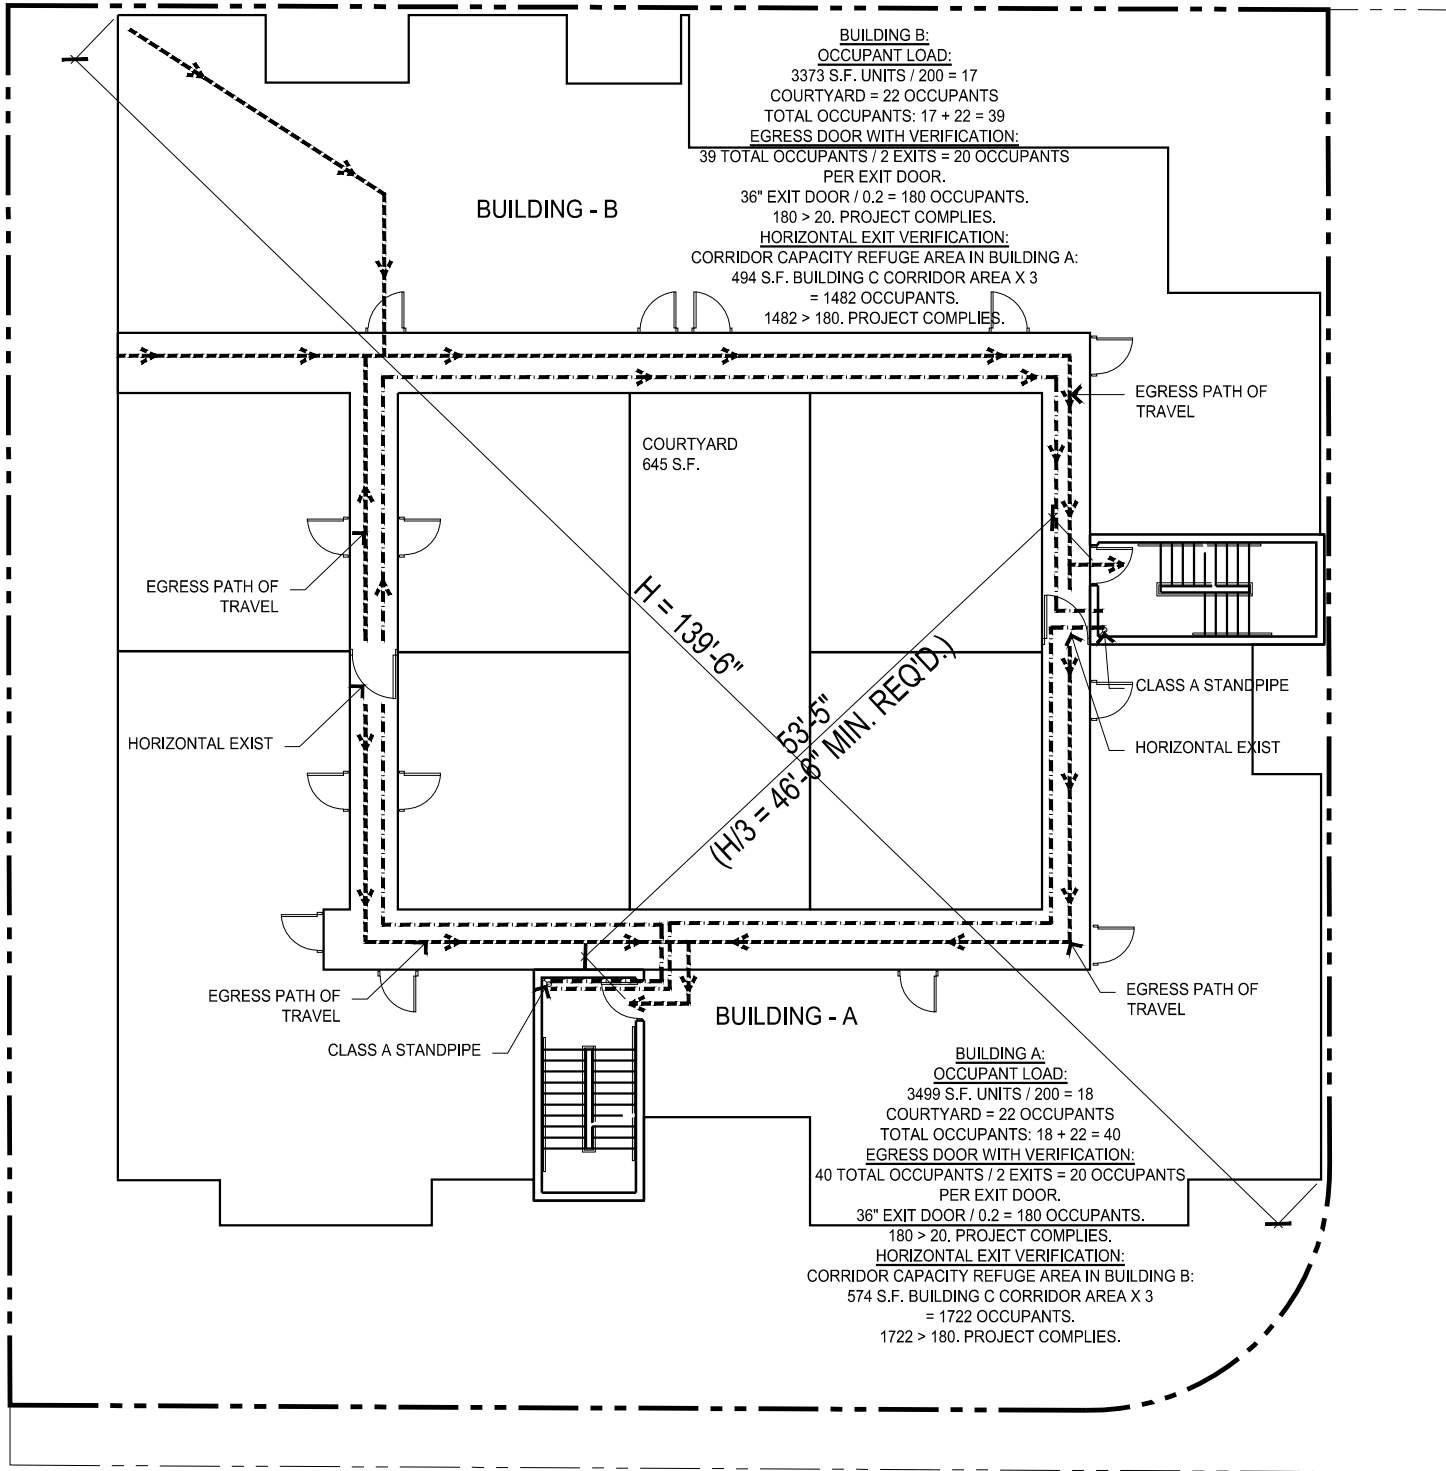 BUILDING B:
OCCUPANT LOAD:
3373 S.F. UNITS / 200 = 17
COURTYARD = 22 OCCUPANTS
TOTAL OCCUPANTS: 17 + 22 = 39
EGRESS DOOR WITH VERIFICATION:
39 TOTAL OCCUPANTS / 2 EXITS = 20 OCCUPANTS
PER EXIT DOOR.
36" EXIT DOOR / 0.2 = 180 OCCUPANTS.
180 > 20. PROJECT COMPLIES.
HORIZONTAL EXIT VERIFICATION:
CORRIDOR CAPACITY REFUGE AREA IN BUILDING A:
494 S.F. BUILDING C CORRIDOR AREA X 3
= 1482 OCCUPANTS.
1482 > 180. PROJECT COMPLIES.
BUILDING - B
EGRESS PATH OF
TRAVEL
COURTYARD
645 S.F.
EGRESS PATH OF
TRAVEL
H = 139'-6"
53'-5"
(H/3 = 46'-6" MIN. REQ'D.)
CLASS A STANDPIPE
HORIZONTAL EXIST
HORIZONTAL EXIST
EGRESS PATH OF
TRAVEL
EGRESS PATH OF
TRAVEL
BUILDING - A
CLASS A STANDPIPE
BUILDING A:
OCCUPANT LOAD:
3499 S.F. UNITS / 200 = 18
COURTYARD = 22 OCCUPANTS
TOTAL OCCUPANTS: 18 + 22 = 40
EGRESS DOOR WITH VERIFICATION:
40 TOTAL OCCUPANTS / 2 EXITS = 20 OCCUPANTS
PER EXIT DOOR.
36" EXIT DOOR / 0.2 = 180 OCCUPANTS.
180 > 20. PROJECT COMPLIES.
HORIZONTAL EXIT VERIFICATION:
CORRIDOR CAPACITY REFUGE AREA IN BUILDING B:
574 S.F. BUILDING C CORRIDOR AREA X 3
= 1722 OCCUPANTS.
1722 > 180. PROJECT COMPLIES.